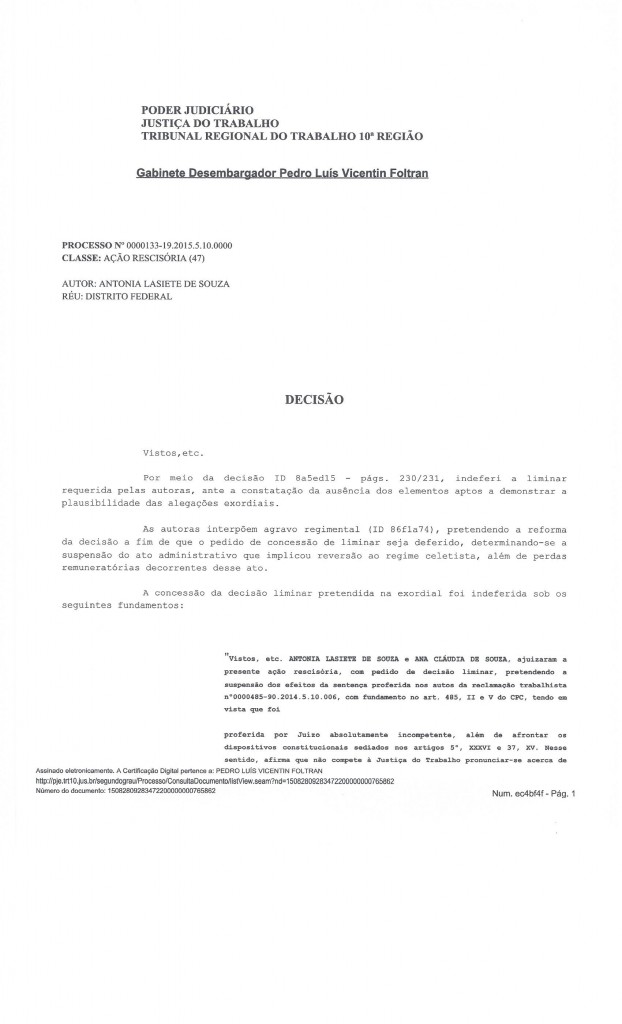 PODER JUDICIÁRIO
JUSTIÇA DO TRABALHO
TRIBUNAL REGIONAL DO TRABALHO 10ª REGIÃO
Gabinete Desembargador Pedro Luís Vicentin Foltran
PROCESSO Nº 0000133-19.2015.5.10.0000
CLASSE: AÇÃO RESCISÓRIA (47)
AUTOR: ANTONIA LASIETE DE SOUZA
RÉU: DISTRITO FEDERAL
DECISÃO
Vistos,etc.
Por meio da decisão ID 8a5ed15 - págs. 230/231, indeferi a liminar
requerida pelas autoras, ante a constatação da ausência dos elementos aptos a demonstrar a
plausibilidade das alegações exordiais.
As autoras interpõem agravo regimental (ID 86f1a74), pretendendo a reforma
da decisão a fim de que o pedido de concessão de liminar seja deferido, determinando-se a
suspensão do ato administrativo que implicou reversão ao regime celetista, além de perdas
remuneratórias decorrentes desse ato.
A concessão da decisão liminar pretendida na exordial foi indeferida sob os
seguintes fundamentos:
"Vistos, etc. ANTONIA LASIETE DE SOUZA e ANA CLÁUDIA DE SOUZA, ajuizaram a
presente ação rescisória, com pedido de decisão liminar, pretendendo a
suspensão dos efeitos da sentença proferida nos autos da reclamação trabalhista
nº0000485-90.2014.5.10.006, com fundamento no art. 485, II e V do CPC, tendo em
vista que foi
proferida por Juízo absolutamente incompetente, além de afrontar os
dispositivos constitucionais sediados nos artigos 5º, XXXVI e 37, XV. Nesse
sentido, afirma que não compete à Justiça do Trabalho pronunciar-se acerca de
Assinado eletronicamente. A Certificação Digital pertence a: PEDRO LUÍS VICENTIN FOLTRAN
http://pje.trt10.jus.br/segundograu/Processo/ConsultaDocumento/listView.seam?nd=15082809283472200000000765862
Número do documento: 15082809283472200000000765862
Num. ec4bf4f - Pág. 1